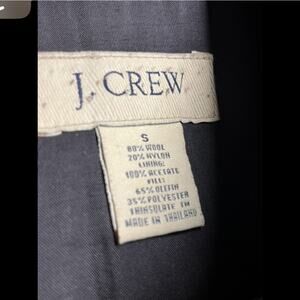 J. CREW
S
80% WOOL
20% NYLON
LINING:
100% ACETATE
FILL:
65% OLEFIN
35% POLYESTER
THINSULATE TM
MADE IN THAILAND